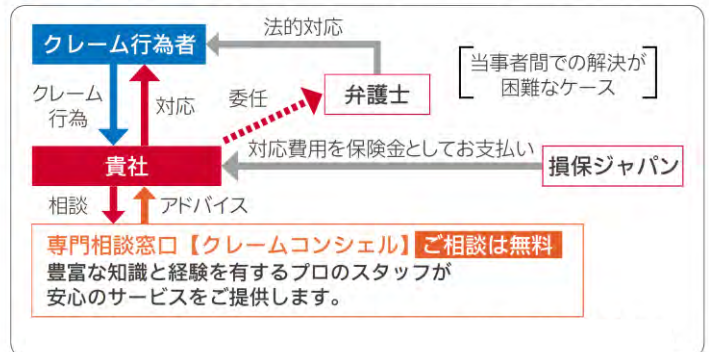 法的対応
クレーム行為者
当事者間での解決が
困難なケース
クレーム
行為
対応
委任
弁護士
対応費用を保険金としてお支払い
貴社
損保ジャパン
相談
アドバイス
専門相談窓口【クレームコンシェル】 ご相談は無料
豊富な知識と経験を有するプロのスタッフが
安心のサービスをご提供します。